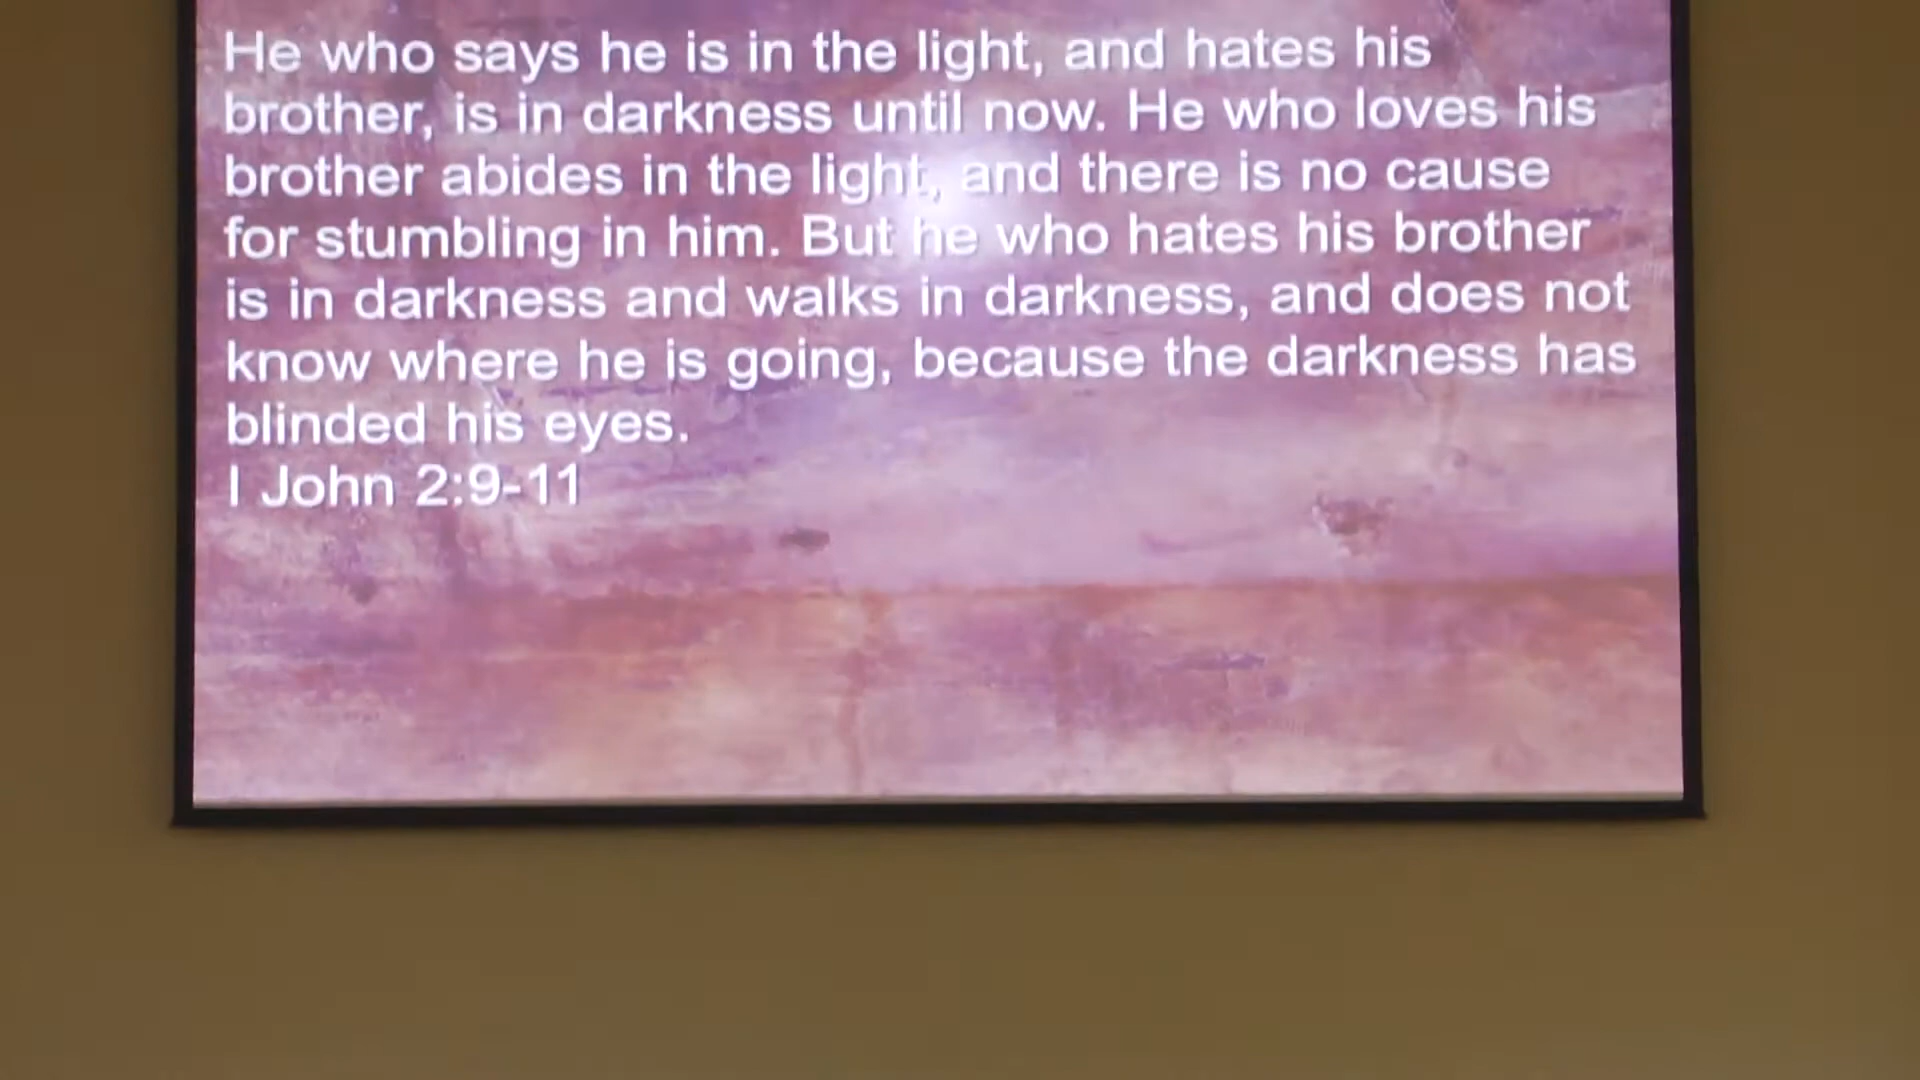 He who says he is in the light, and hates his
brother, is in darkness until now. He who loves his
brother abides in the light, and there is no cause
for stumbling in him. But he who hates his brother
is in darkness and walks in darkness, and does not
know where he is going, because the darkness has
blinded his eyes.
I John 2:9-11